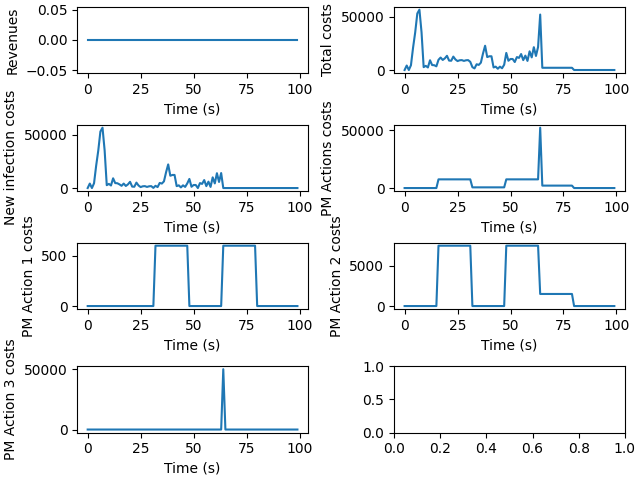 Revenues
0.05
0.00
−0.05
0 25 50 75 100
Time (s)
Total costs
50000
0
0 25 50 75 100
Time (s)
New infection costs
50000
0
0 25 50 75 100
Time (s)
PM Actions costs
50000
0
0 25 50 75 100
Time (s)
PM Action 1 costs
500
0
0 25 50 75 100
Time (s)
PM Action 2 costs
5000
0
0 25 50 75 100
Time (s)
PM Action 3 costs
50000
0
0 25 50 75 100
Time (s)
1.0
0.5
0.0
0.0 0.2 0.4 0.6 0.8 1.0